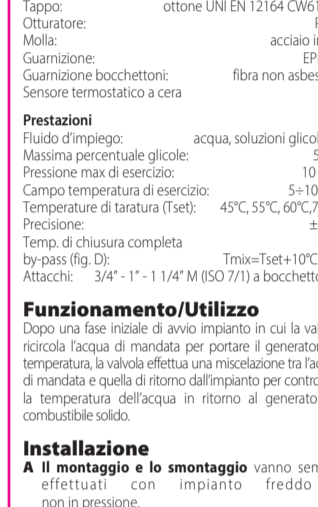 Tappo: ottone UNI EN 12164 CW61
Otturatore: P
Molla: acciaio in
Guarnizione: EP
Guarnizione bocchettoni: fibra non asbes
Sensore termostatico a cera
Prestazioni
Fluido d'impiego: acqua, soluzioni glicol
Massima percentuale glicole: 5
Pressione max di esercizio: 10
Campo temperatura di esercizio: 5÷10
Temperature di taratura (Tset): 45°C, 55°C, 60°C,7
Precisione: ±
Temp. di chiusura completa
by-pass (fig. D): Tmix=Tset+10°C
Attacchi: 3/4" - 1" - 1 1/4" M (ISO 7/1) a bocchetto
Funzionamento/Utilizzo
Dopo una fase iniziale di avvio impianto in cui la val
ricircola l'acqua di mandata per portare il generator
temperatura, la valvola effettua una miscelazione tra l'ac
di mandata e quella di ritorno dall'impianto per contro
la temperatura dell'acqua in ritorno al generato
combustibile solido.
Installazione
A Il montaggio e lo smontaggio vanno sem
effettuati con impianto freddo
non in pressione.